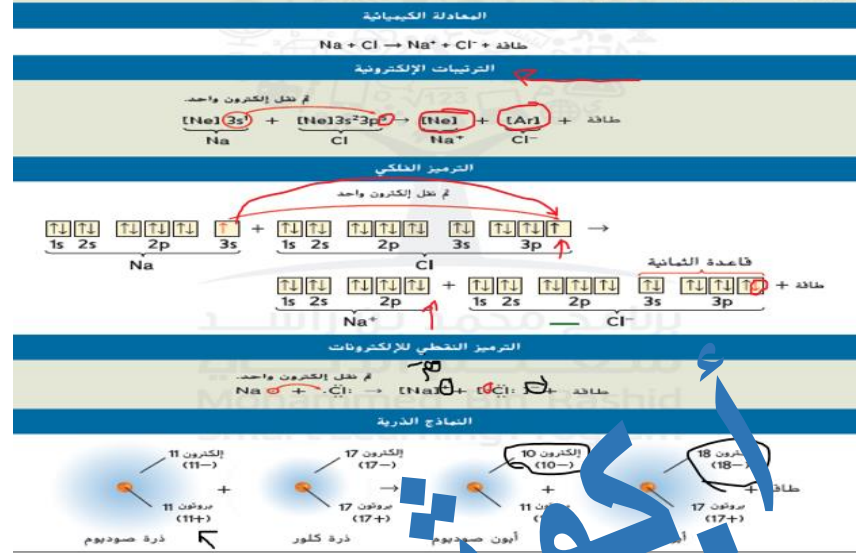 المعادلة الكيميائية
Na + Cl → Na⁺ + Cl⁻ + طاقة
الترتيبات الإلكترونية
تم نقل إلكترون واحد.
[Ne]3s¹ + [Ne]3s²3p → [Ne] + [Ar] + طاقة
Na Cl Na⁺ Cl⁻
الترميز الفلكي
تم نقل إلكترون واحد
↑↓ ↑↓ ↑↓ ↑↓ ↑↓ ↑ + ↑↓ ↑↓ ↑↓ ↑↓ ↑↓ ↑↓ ↑↓ ↑↓ ↑ →
1s 2s 2p 3s 1s 2s 2p 3s 3p
Na Cl
قاعدة الثمانية
↑↓ ↑↓ ↑↓ ↑↓ ↑↓ + ↑↓ ↑↓ ↑↓ ↑↓ ↑↓ ↑↓ ↑↓ ↑↓ ↑↓ + طاقة
1s 2s 2p 1s 2s 2p 3s 3p
Na⁺ Cl⁻
الترميز النقطي للإلكترونات
تم نقل إلكترون واحد.
Na + .Cl: → [Na] + [Cl: + طاقة
Mohammed Bin Rashid
النماذج الذرية
11 إلكترون 17 إلكترون 10 إلكترون 18
(11−) (17−) (10−) (18−)
+ → + + طاقة
11 بروتون 17 بروتون 11 بروتون 17 بروتون
(11+) (17+) (17+)
ذرة صوديوم ذرة كلور أيون صوديوم